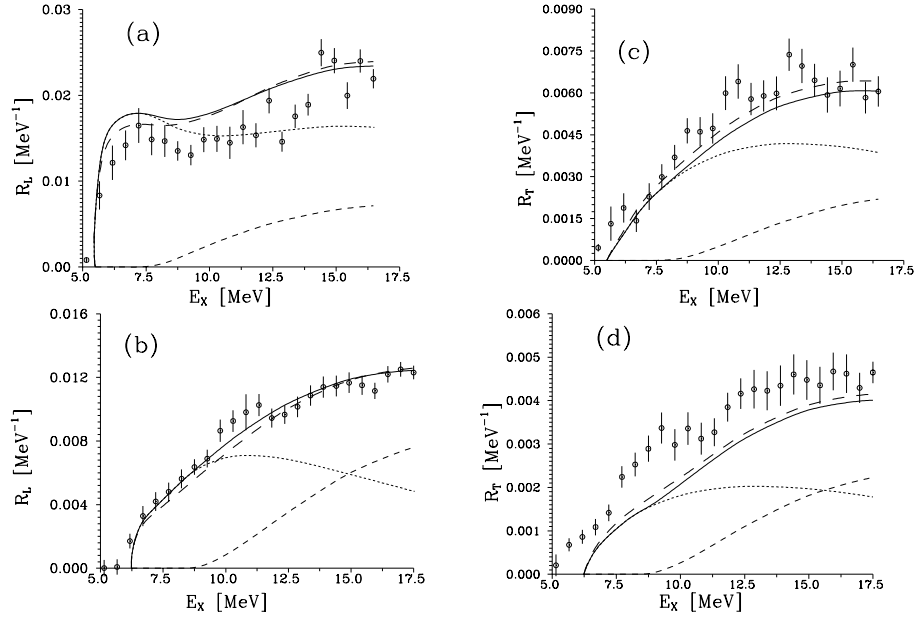 (a)
0.03
0.02
0.01
0.00
R_L [MeV⁻¹]
5.0 7.5 10.0 12.5 15.0 17.5
E_X [MeV]
(c)
0.0090
0.0075
0.0060
0.0045
0.0030
0.0015
0.0000
R_T [MeV⁻¹]
5.0 7.5 10.0 12.5 15.0 17.5
E_X [MeV]
(b)
0.016
0.012
0.008
0.004
0.000
R_L [MeV⁻¹]
5.0 7.5 10.0 12.5 15.0 17.5
E_X [MeV]
(d)
0.006
0.005
0.004
0.003
0.002
0.001
0.000
R_T [MeV⁻¹]
5.0 7.5 10.0 12.5 15.0 17.5
E_X [MeV]